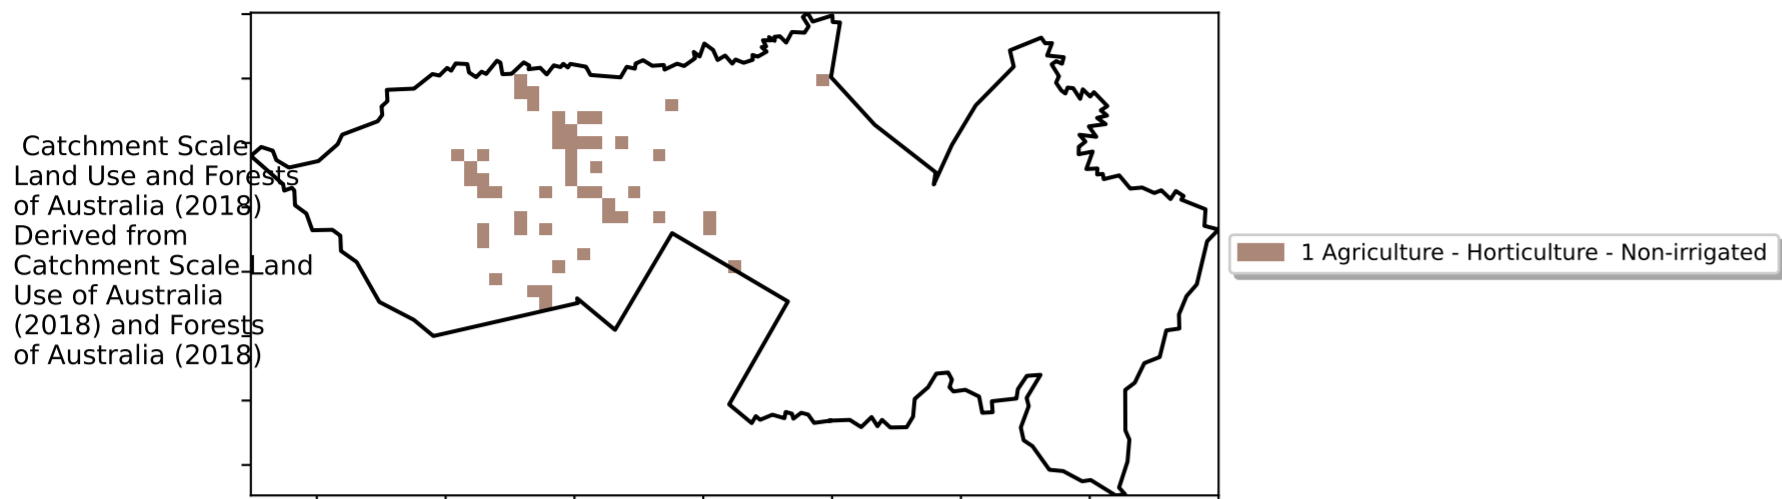 Catchment Scale
Land Use and Forests
of Australia (2018)
Derived from
Catchment Scale Land
Use of Australia
(2018) and Forests
of Australia (2018)
1 Agriculture - Horticulture - Non-irrigated